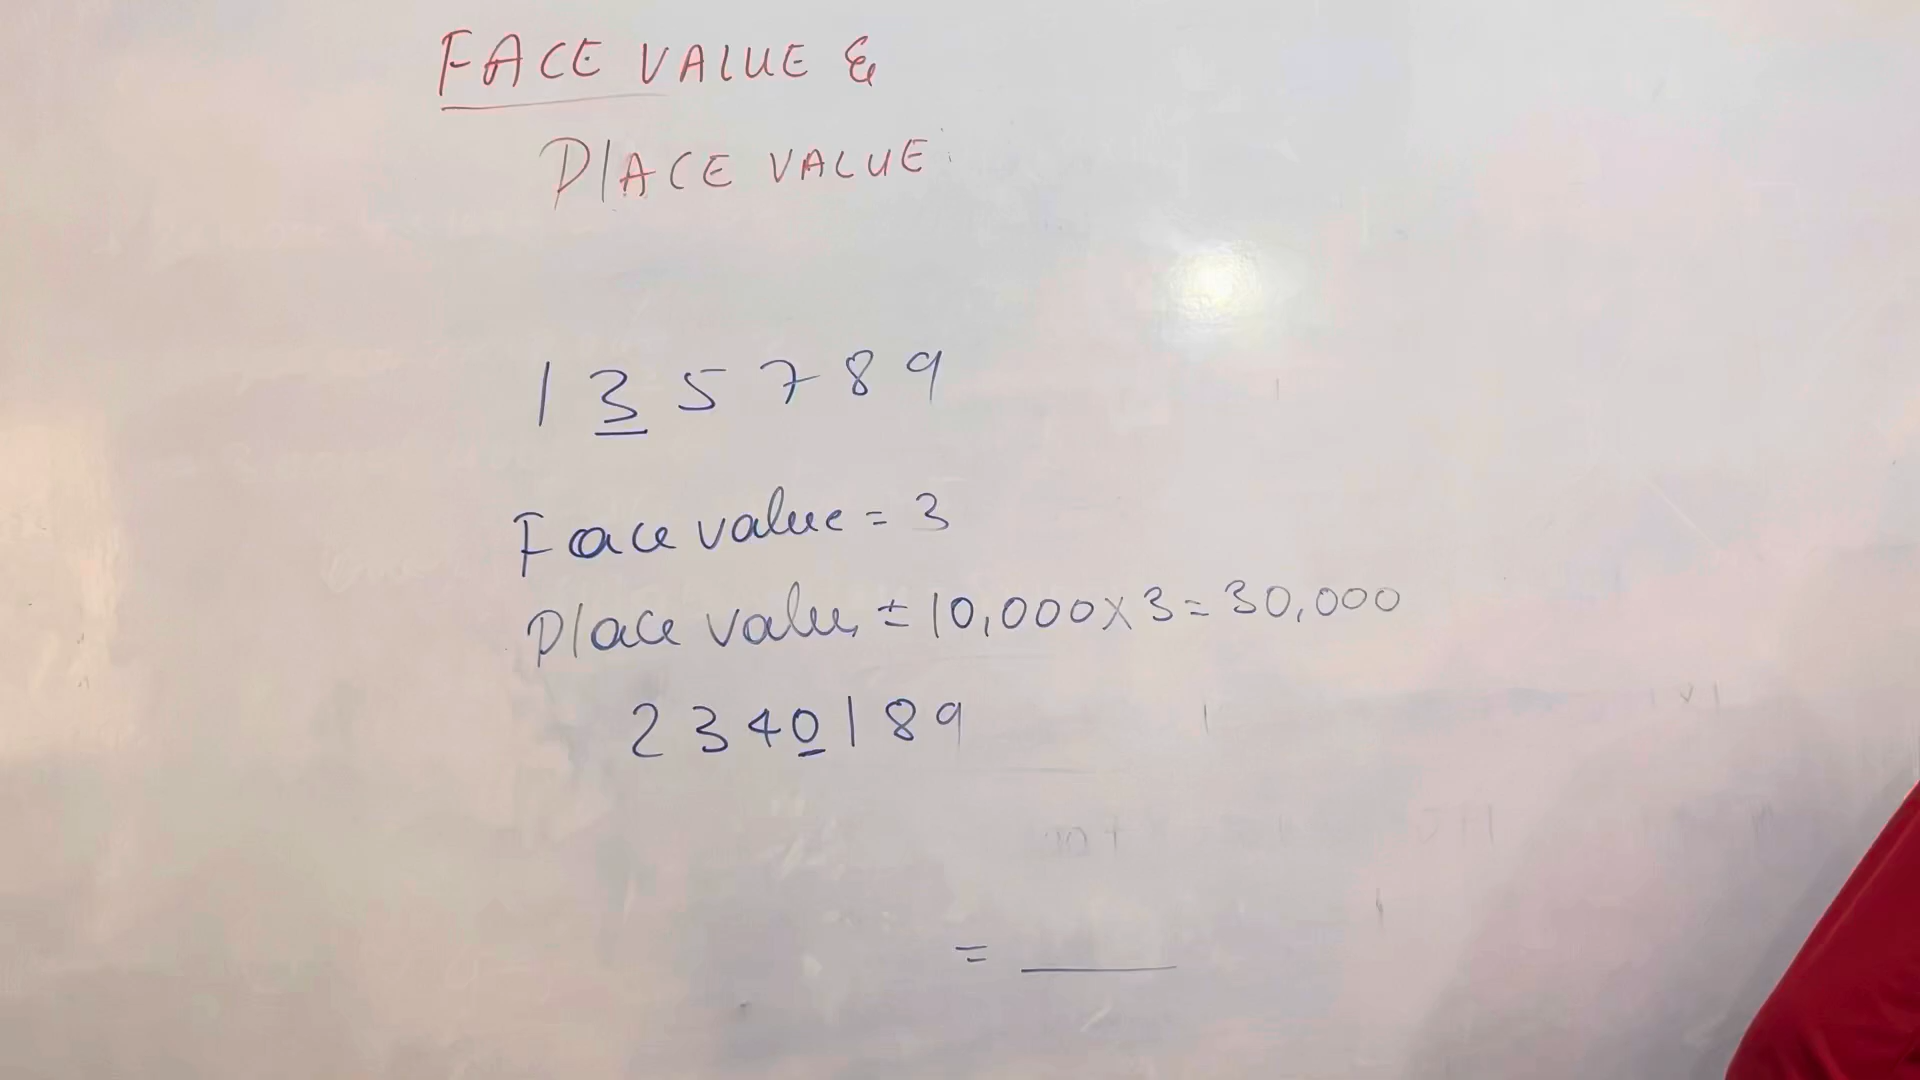 FACE VALUE &
PLACE VALUE
1 3 5 7 8 9
Face value = 3
Place value = 10,000 x 3 = 30,000
2 3 4 0 1 8 9
= ____